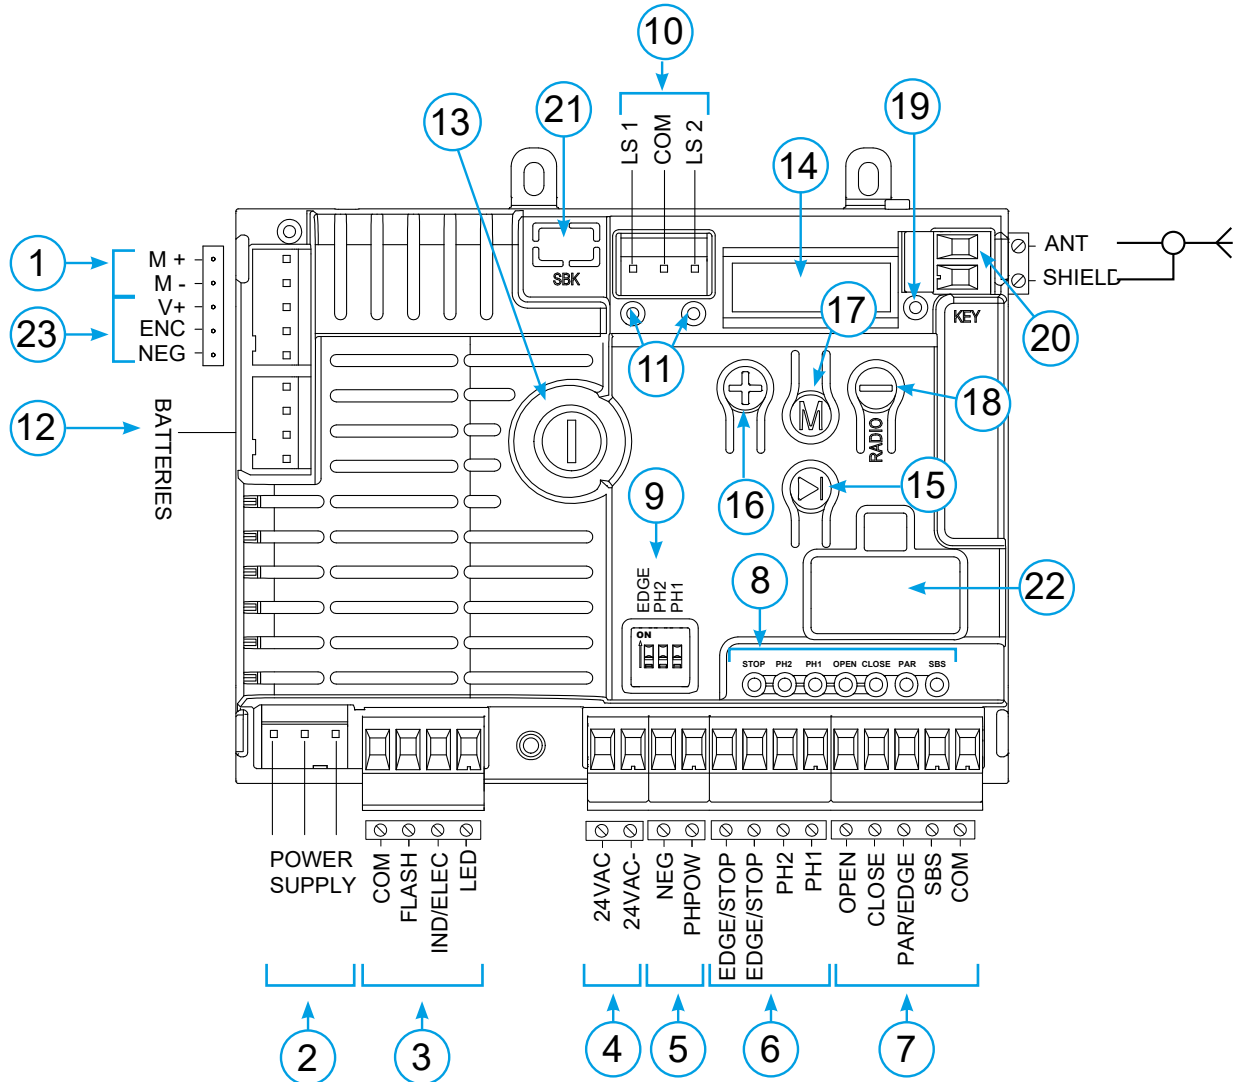 10
21
19
13
LS 1
COM
LS 2
14
1
M +
M -
ANT
SHIELD
SBK
17
23
V+
ENC
NEG
KEY
20
11
12
BATTERIES
M
18
RADIO
16
15
9
EDGE
PH2
PH1
8
22
ON
STOP PH2 PH1 OPEN CLOSE PAR SBS
POWER
SUPPLY
COM
FLASH
IND/ELEC
LED
24VAC
24VAC-
NEG
PHPOW
EDGE/STOP
EDGE/STOP
PH2
PH1
OPEN
CLOSE
PAR/EDGE
SBS
COM
2
3
4
5
6
7